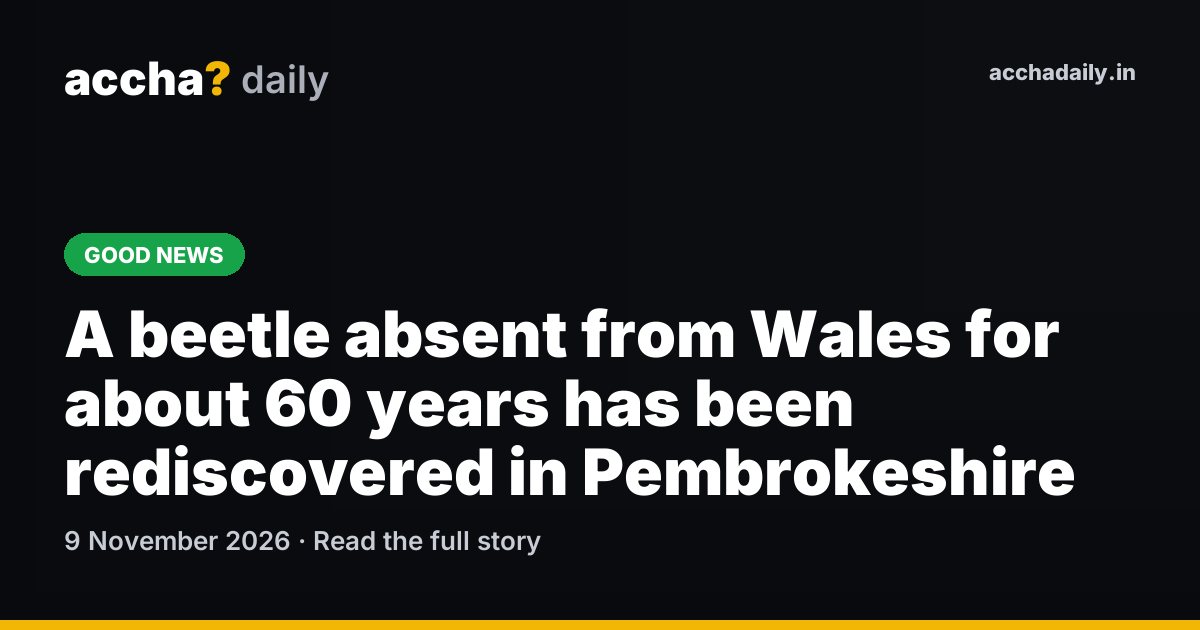 accha? daily
acchadaily.in
GOOD NEWS
A beetle absent from Wales for
about 60 years has been
rediscovered in Pembrokeshire
9 November 2026 · Read the full story